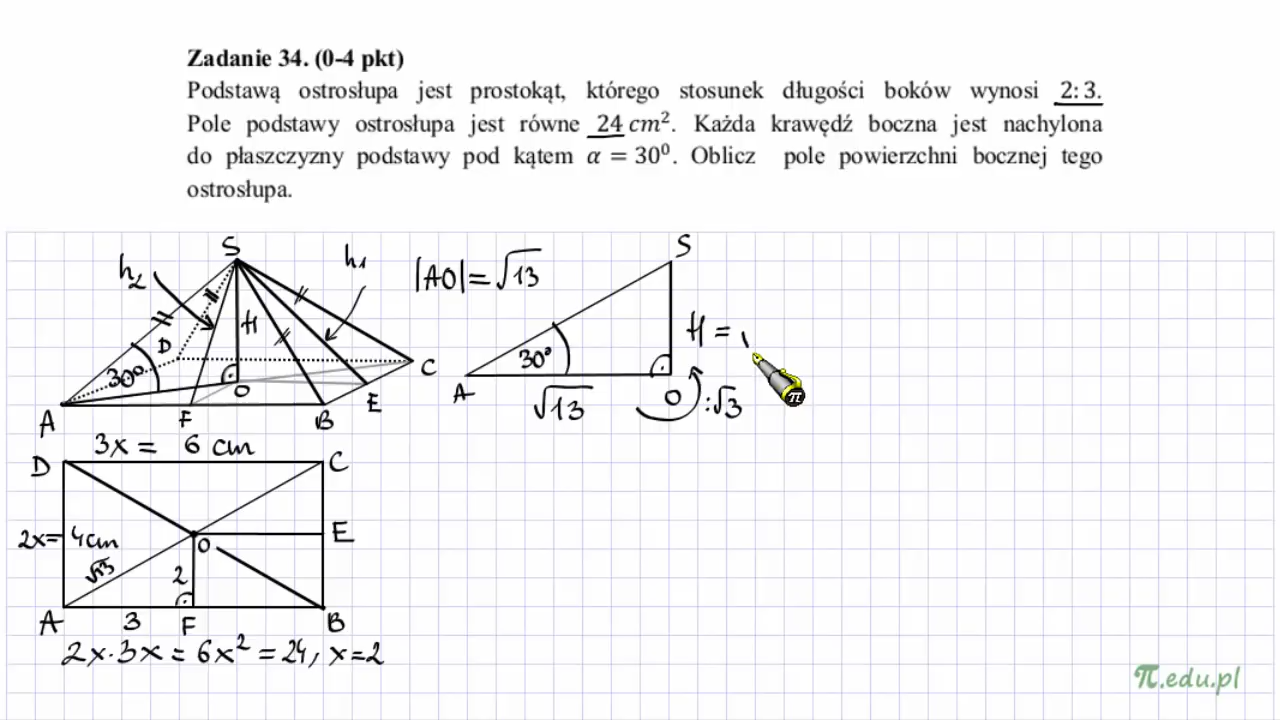 Zadanie 34. (0-4 pkt)
Podstawą ostrosłupa jest prostokąt, którego stosunek długości boków wynosi 2:3.
Pole podstawy ostrosłupa jest równe 24 cm². Każda krawędź boczna jest nachylona
do płaszczyzny podstawy pod kątem α = 30⁰. Oblicz pole powierzchni bocznej tego
ostrosłupa.
S
h₂
h₁
H
D
30°
O
C
A
F
B
E
|AO| = √13
S
30°
H =
A
√13
O
:√3
3x = 6 cm
D
C
2x = 4cm
O
E
√13
2
A
3
F
B
2x·3x = 6x² = 24, x=2
π.edu.pl